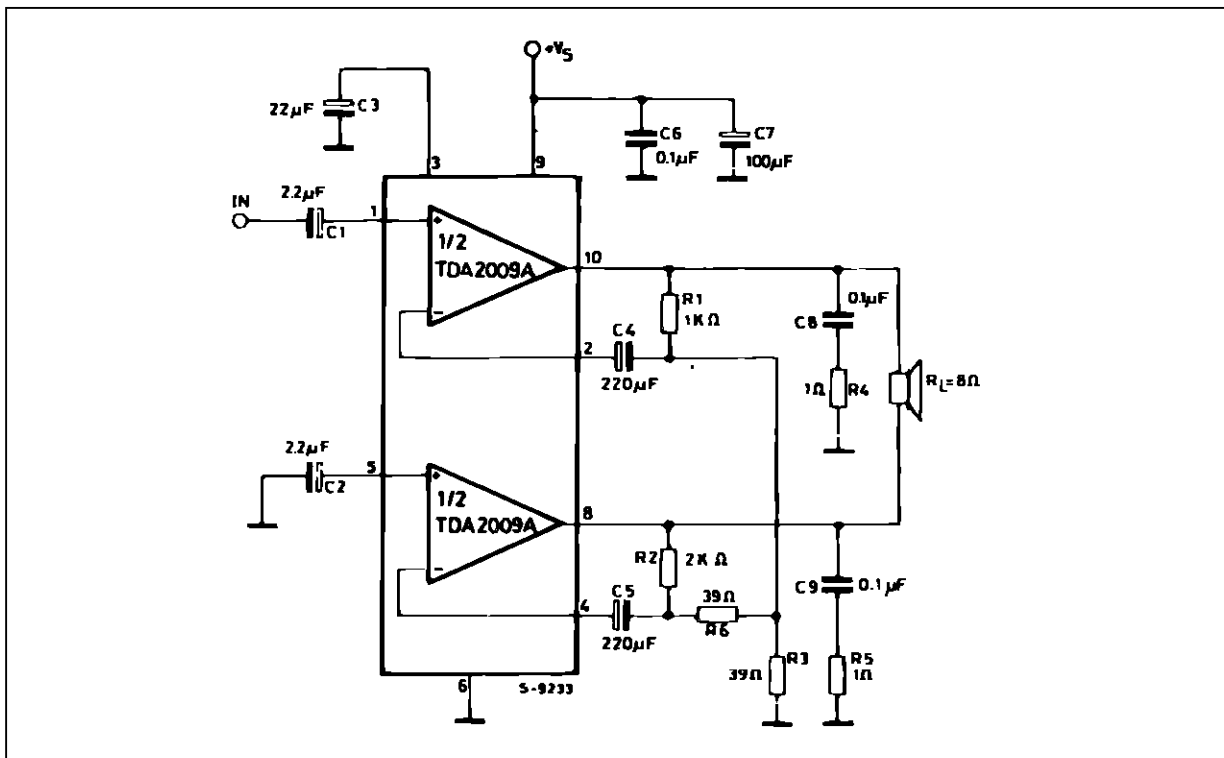 +VS
22µF
C3
C6
0.1µF
C7
100µF
3
9
IN
2.2µF
C1
1
+
1/2
TDA2009A
−
10
R1
1KΩ
C4
220µF
2
0.1µF
C8
1Ω
R4
RL=8Ω
2.2µF
C2
5
+
1/2
TDA2009A
−
8
R2
2KΩ
C5
220µF
4
39Ω
R6
C9
0.1µF
39Ω
R3
R5
1Ω
6
S-9233